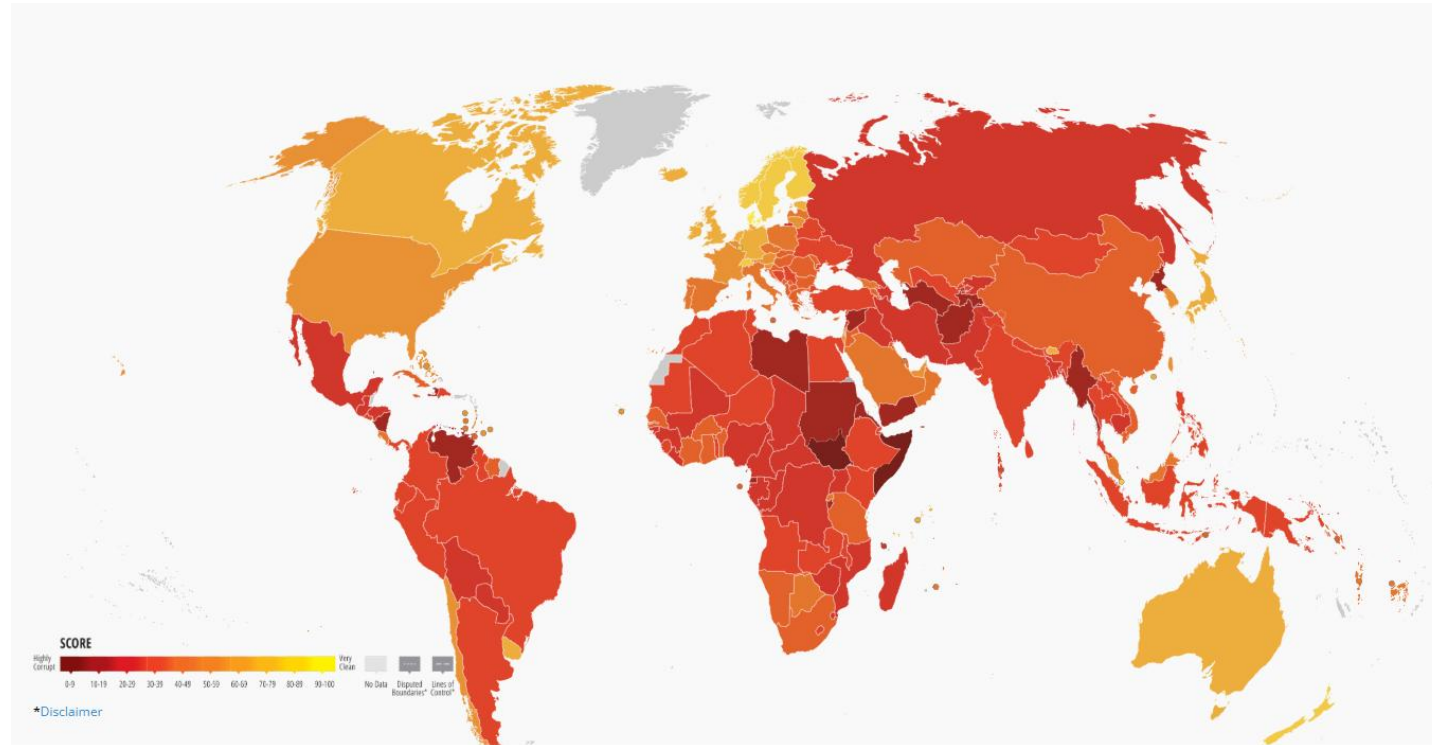 SCORE
Highly Corrupt
Very Clean
0-9 10-19 20-29 30-39 40-49 50-59 60-69 70-79 80-89 90-100
No Data
Disputed Boundaries*
Lines of Control*
*Disclaimer